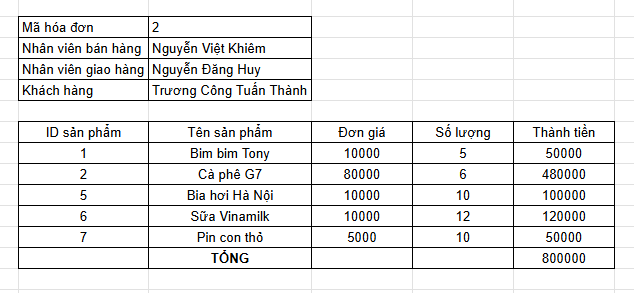 Mã hóa đơn 2
Nhân viên bán hàng Nguyễn Việt Khiêm
Nhân viên giao hàng Nguyễn Đăng Huy
Khách hàng Trương Công Tuấn Thành
ID sản phẩm Tên sản phẩm Đơn giá Số lượng Thành tiền
1 Bim bim Tony 10000 5 50000
2 Cà phê G7 80000 6 480000
5 Bia hơi Hà Nội 10000 10 100000
6 Sữa Vinamilk 10000 12 120000
7 Pin con thỏ 5000 10 50000
TỔNG 800000